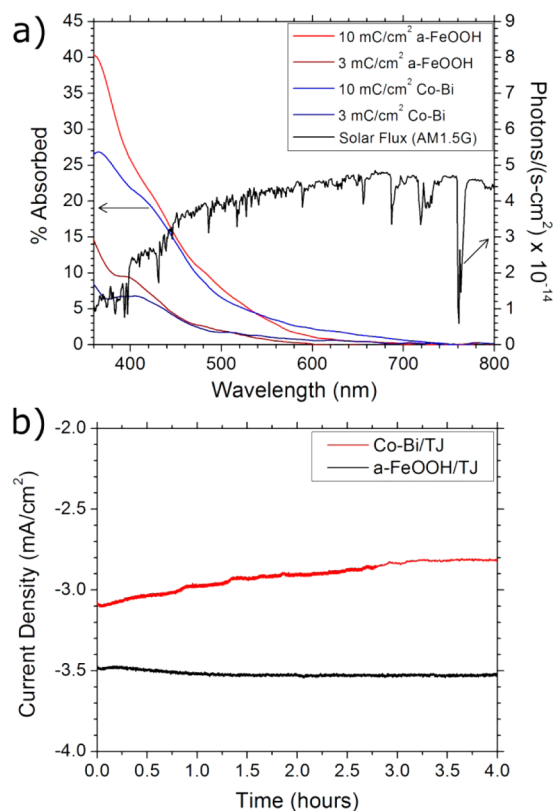 a)
10 mC/cm² a-FeOOH
3 mC/cm² a-FeOOH
10 mC/cm² Co-Bi
3 mC/cm² Co-Bi
Solar Flux (AM1.5G)
% Absorbed
45
40
35
30
25
20
15
10
5
0
Photons/(s-cm²) x 10⁻¹⁴
9
8
7
6
5
4
3
2
1
0
400 500 600 700 800
Wavelength (nm)
b)
Co-Bi/TJ
a-FeOOH/TJ
Current Density (mA/cm²)
-2.0
-2.5
-3.0
-3.5
-4.0
0.0 0.5 1.0 1.5 2.0 2.5 3.0 3.5 4.0
Time (hours)